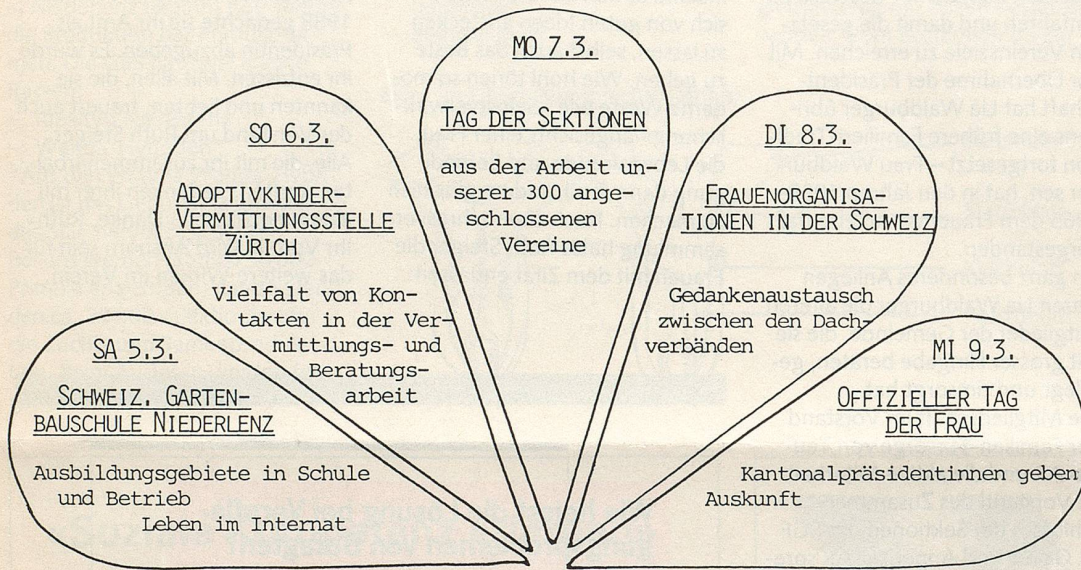 SA 5.3.
SCHWEIZ. GARTEN-
BAUSCHULE NIEDERLENZ
Ausbildungsgebiete in Schule
und Betrieb
Leben im Internat
SO 6.3.
ADOPTIVKINDER-
VERMITTLUNGSSTELLE
ZÜRICH
Vielfalt von Kon-
takten in der Ver-
mittlungs- und
Beratungs-
arbeit
MO 7.3.
TAG DER SEKTIONEN
aus der Arbeit un-
serer 300 ange-
schlossenen
Vereine
DI 8.3.
FRAUENORGANISA-
TIONEN IN DER SCHWEIZ
Gedankenaustausch
zwischen den Dach-
verbänden
MI 9.3.
OFFIZIELLER TAG
DER FRAU
Kantonalpräsidentinnen geben
Auskunft